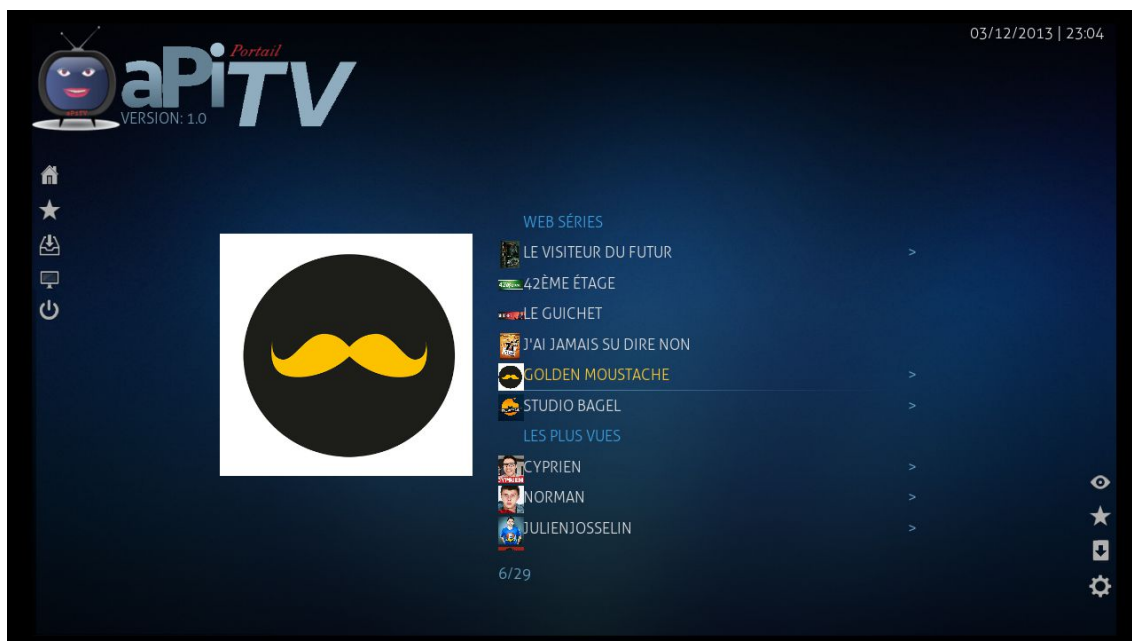 03/12/2013 | 23:04
Portail
aPiTV
VERSION: 1.0
WEB SÉRIES
LE VISITEUR DU FUTUR >
42ÈME ÉTAGE
LE GUICHET
J'AI JAMAIS SU DIRE NON
GOLDEN MOUSTACHE >
STUDIO BAGEL >
LES PLUS VUES
CYPRIEN >
NORMAN >
JULIENJOSSELIN >
6/29